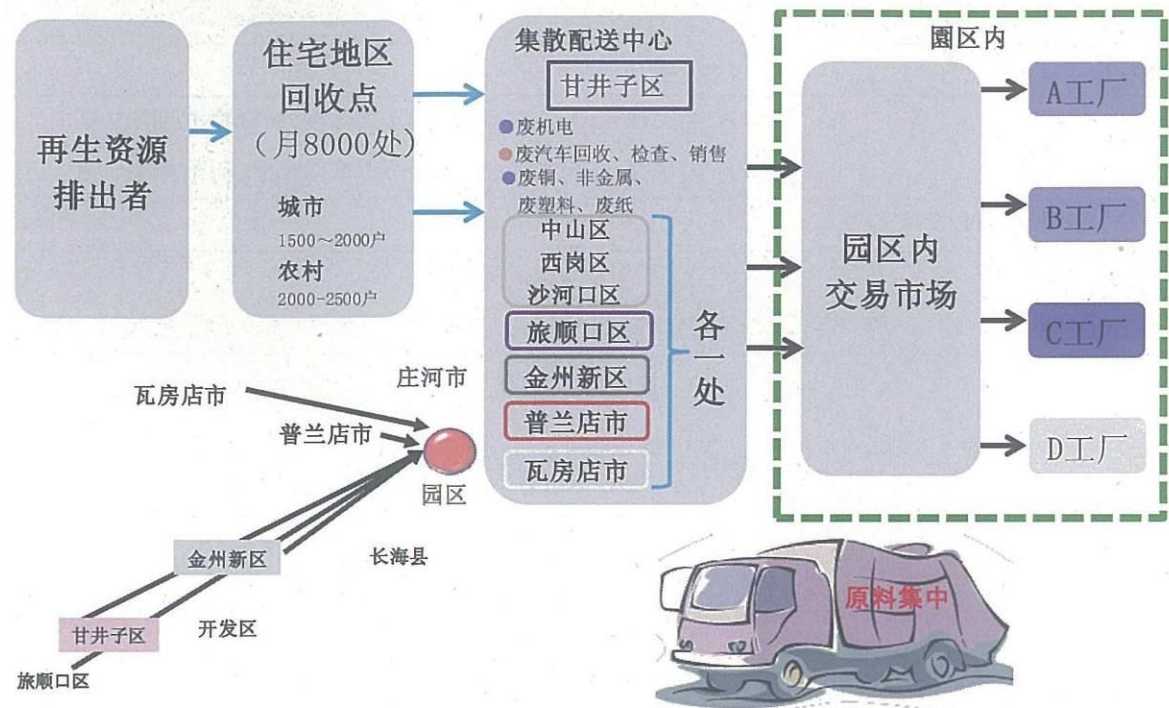 再生资源
排出者
住宅地区
回收点
（月8000处）
城市
1500～2000户
农村
2000-2500户
集散配送中心
甘井子区
废机电
废汽车回收、检查、销售
废铜、非金属、
废塑料、废纸
中山区
西岗区
沙河口区
旅顺口区
金州新区
普兰店市
瓦房店市
各一处
園区内
园区内
交易市场
A工厂
B工厂
C工厂
D工厂
瓦房店市
庄河市
普兰店市
园区
金州新区
长海县
甘井子区
开发区
旅顺口区
原料集中